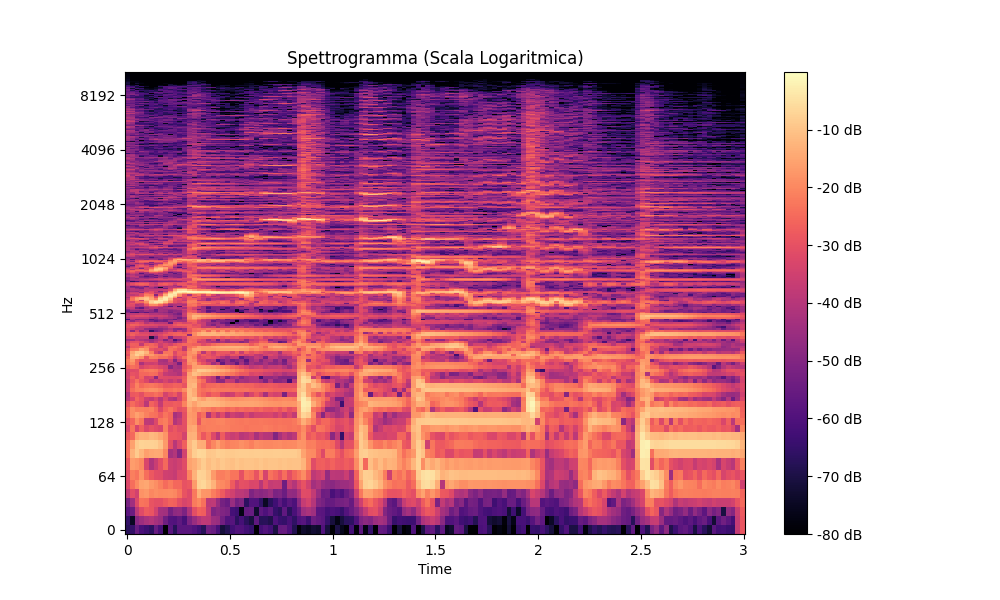 Spettrogramma (Scala Logaritmica)
Hz
8192
4096
2048
1024
512
256
128
64
0
0 0.5 1 1.5 2 2.5 3
Time
-10 dB
-20 dB
-30 dB
-40 dB
-50 dB
-60 dB
-70 dB
-80 dB